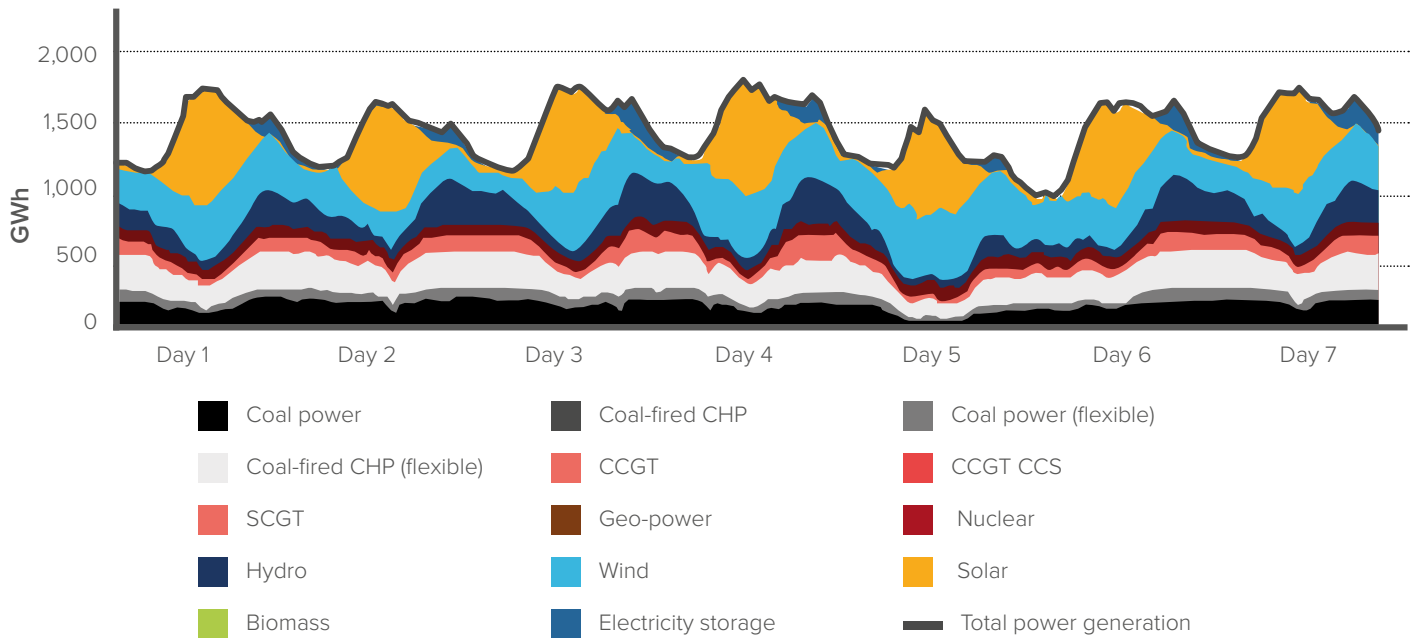 2,000
1,500
1,000
500
0
GWh
Day 1 Day 2 Day 3 Day 4 Day 5 Day 6 Day 7
Coal power Coal-fired CHP Coal power (flexible)
Coal-fired CHP (flexible) CCGT CCGT CCS
SCGT Geo-power Nuclear
Hydro Wind Solar
Biomass Electricity storage Total power generation